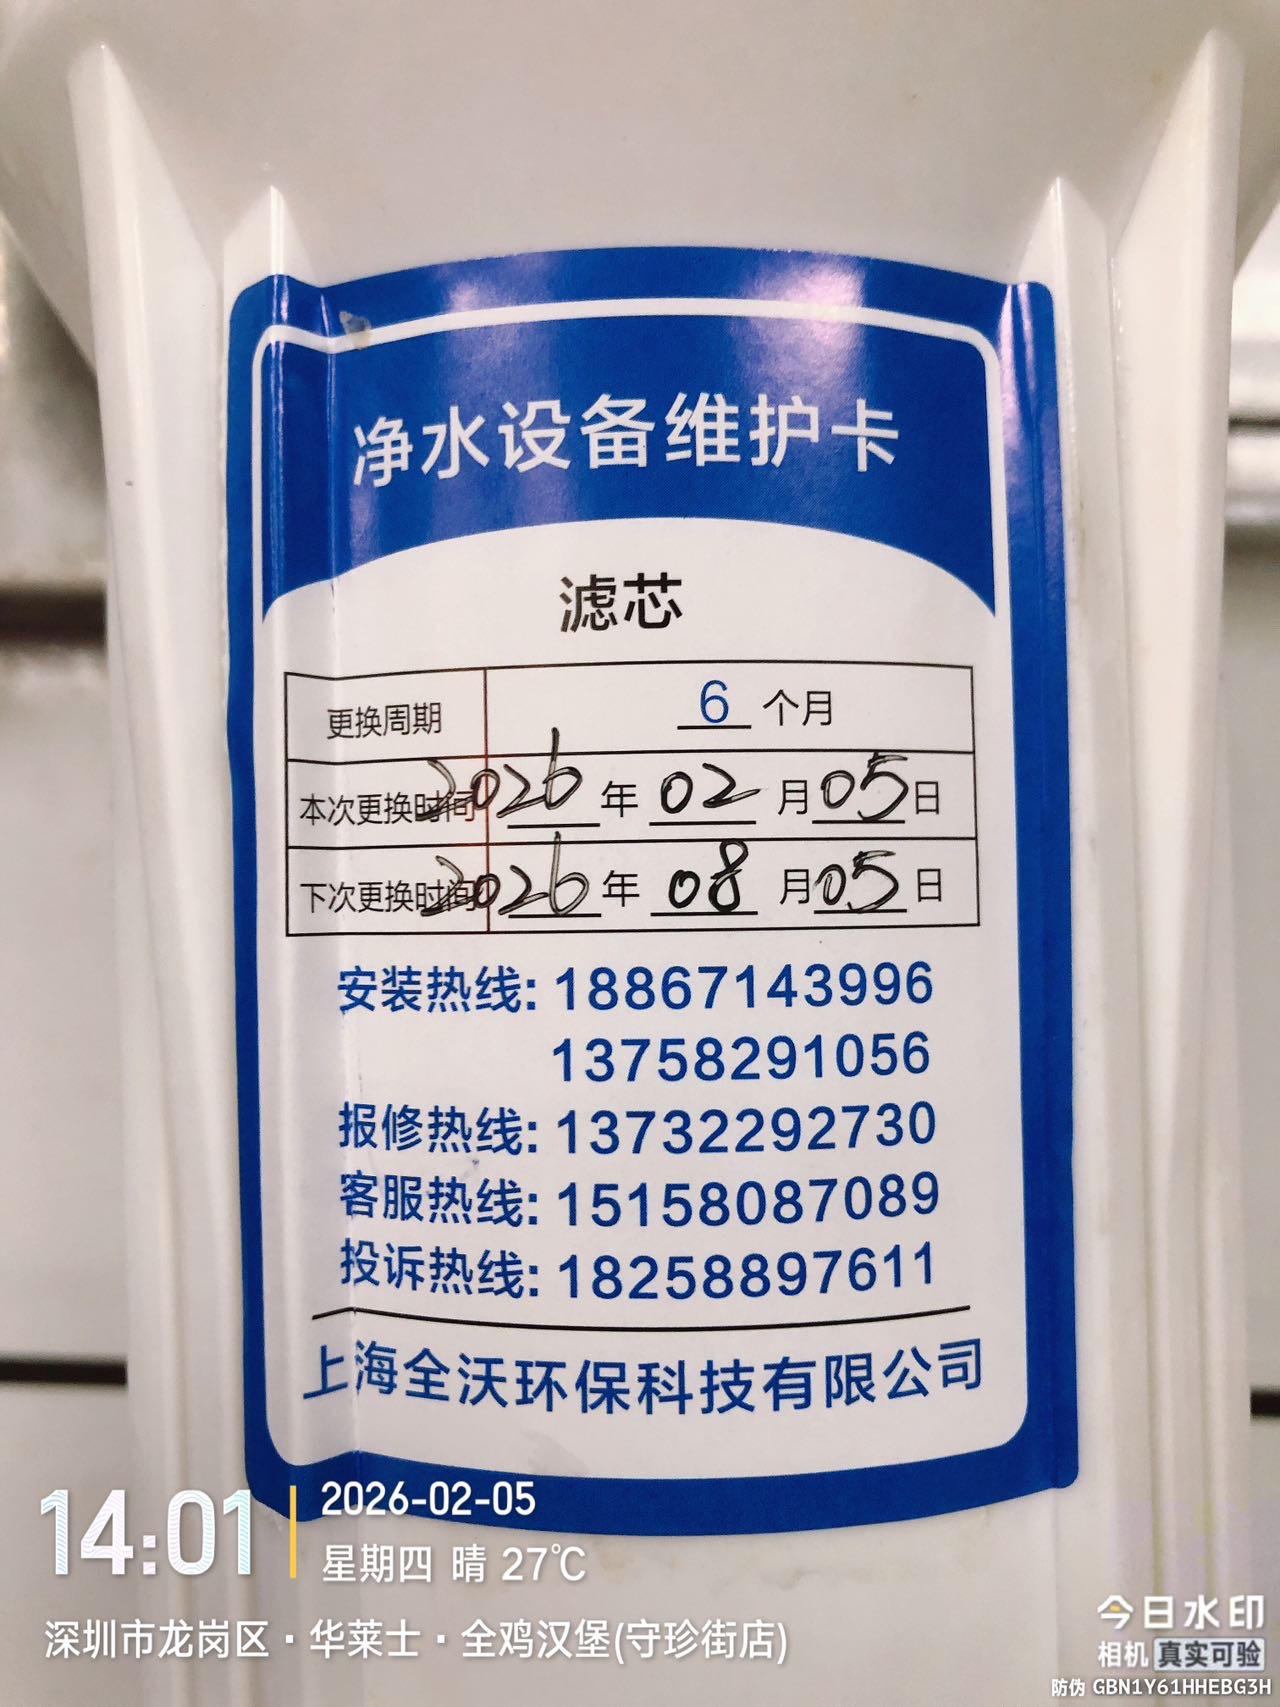 净水设备维护卡
滤芯
更换周期 6 个月
本次更换时间 2026 年 02 月 05 日
下次更换时间 2026 年 08 月 05 日
安装热线: 18867143996
13758291056
报修热线: 13732292730
客服热线: 15158087089
投诉热线: 18258897611
上海全沃环保科技有限公司
14:01
2026-02-05
星期四 晴 27℃
深圳市龙岗区·华莱士·全鸡汉堡(守珍街店)
今日水印
相机 真实可验
防伪 GBN1Y61HHEBG3H